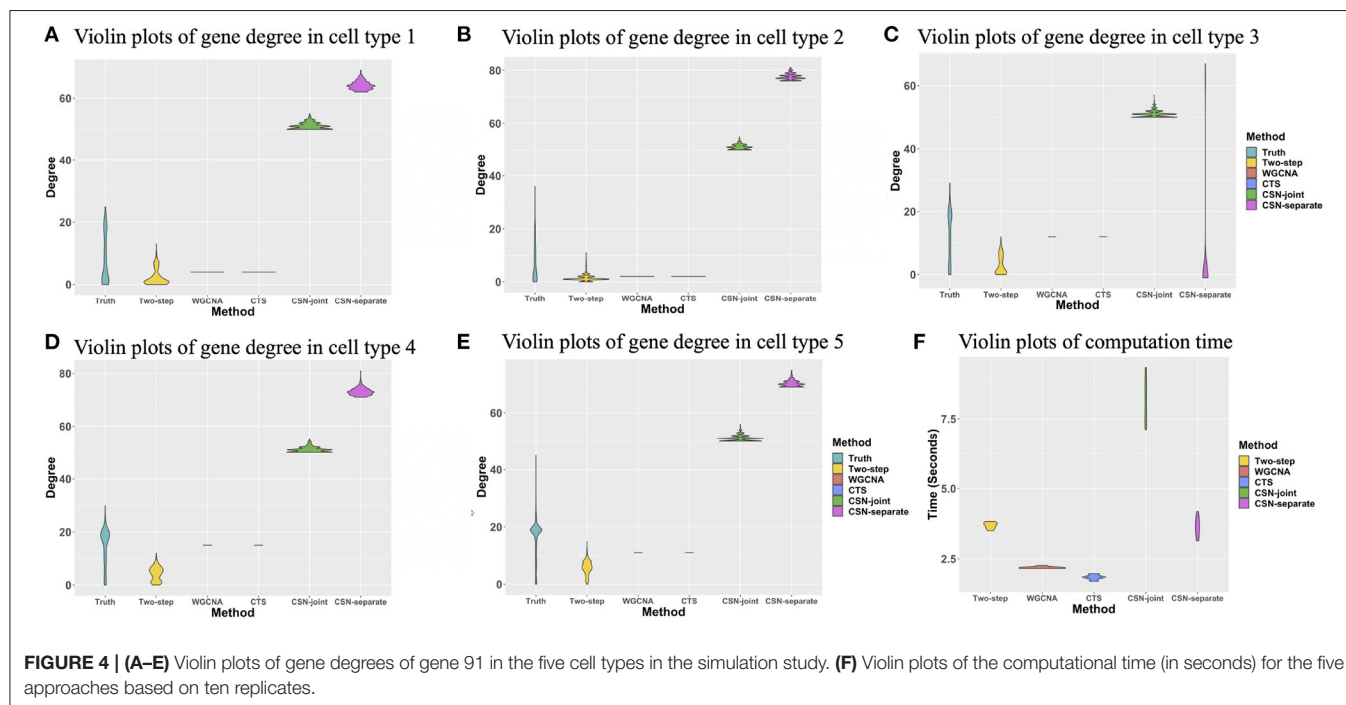 A Violin plots of gene degree in cell type 1
60
40
20
0
Degree
Truth Two-step WGCNA CTS CSN-joint CSN-separate
Method
B Violin plots of gene degree in cell type 2
80
60
40
20
0
Degree
Truth Two-step WGCNA CTS CSN-joint CSN-separate
Method
C Violin plots of gene degree in cell type 3
60
40
20
0
Degree
Truth Two-step WGCNA CTS CSN-joint CSN-separate
Method
Method
Truth
Two-step
WGCNA
CTS
CSN-joint
CSN-separate
D Violin plots of gene degree in cell type 4
80
60
40
20
0
Degree
Truth Two-step WGCNA CTS CSN-joint CSN-separate
Method
E Violin plots of gene degree in cell type 5
60
40
20
0
Degree
Truth Two-step WGCNA CTS CSN-joint CSN-separate
Method
Method
Truth
Two-step
WGCNA
CTS
CSN-joint
CSN-separate
F Violin plots of computation time
7.5
5.0
2.5
Time (Seconds)
Two-step WGCNA CTS CSN-joint CSN-separate
Method
Method
Two-step
WGCNA
CTS
CSN-joint
CSN-separate
FIGURE 4 | (A–E) Violin plots of gene degrees of gene 91 in the five cell types in the simulation study. (F) Violin plots of the computational time (in seconds) for the five
approaches based on ten replicates.